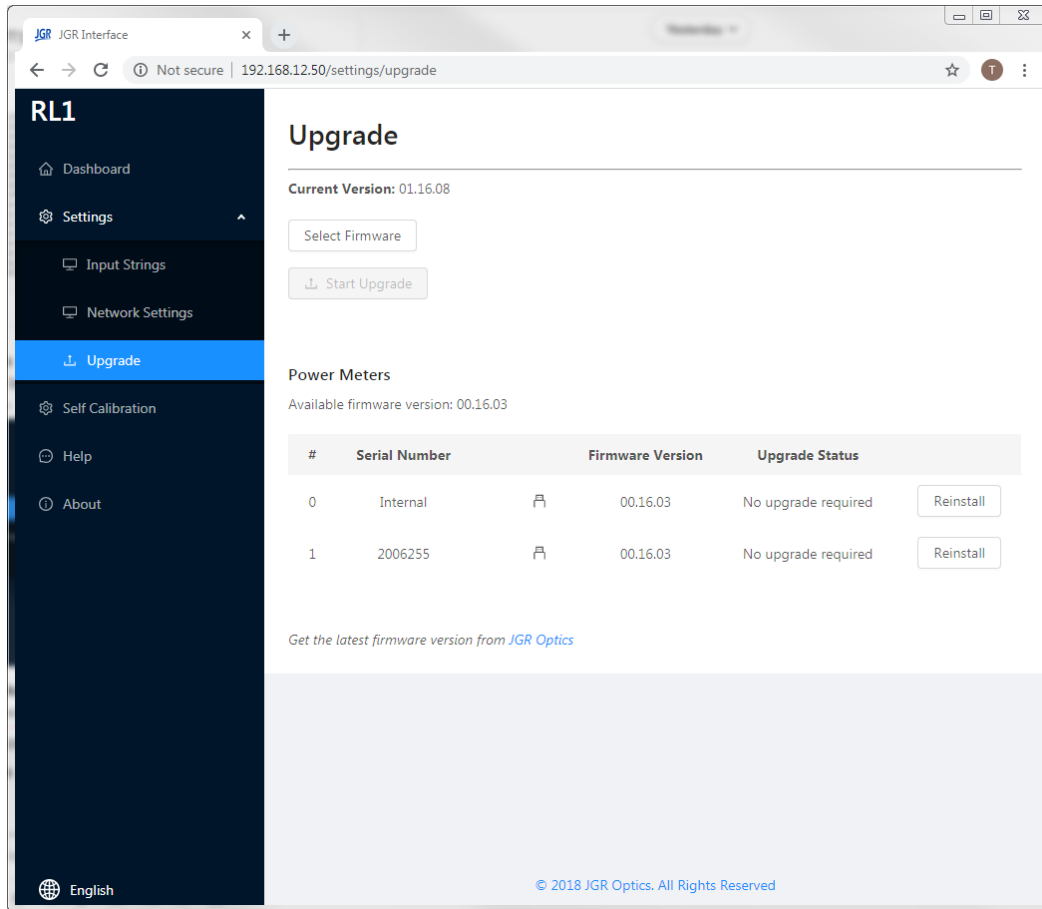 JGR JGR Interface
Not secure | 192.168.12.50/settings/upgrade
T
RL1
Dashboard
Settings
Input Strings
Network Settings
Upgrade
Self Calibration
Help
About
English
Upgrade
Current Version: 01.16.08
Select Firmware
Start Upgrade
Power Meters
Available firmware version: 00.16.03
# Serial Number Firmware Version Upgrade Status
0 Internal 00.16.03 No upgrade required Reinstall
1 2006255 00.16.03 No upgrade required Reinstall
Get the latest firmware version from JGR Optics
© 2018 JGR Optics. All Rights Reserved